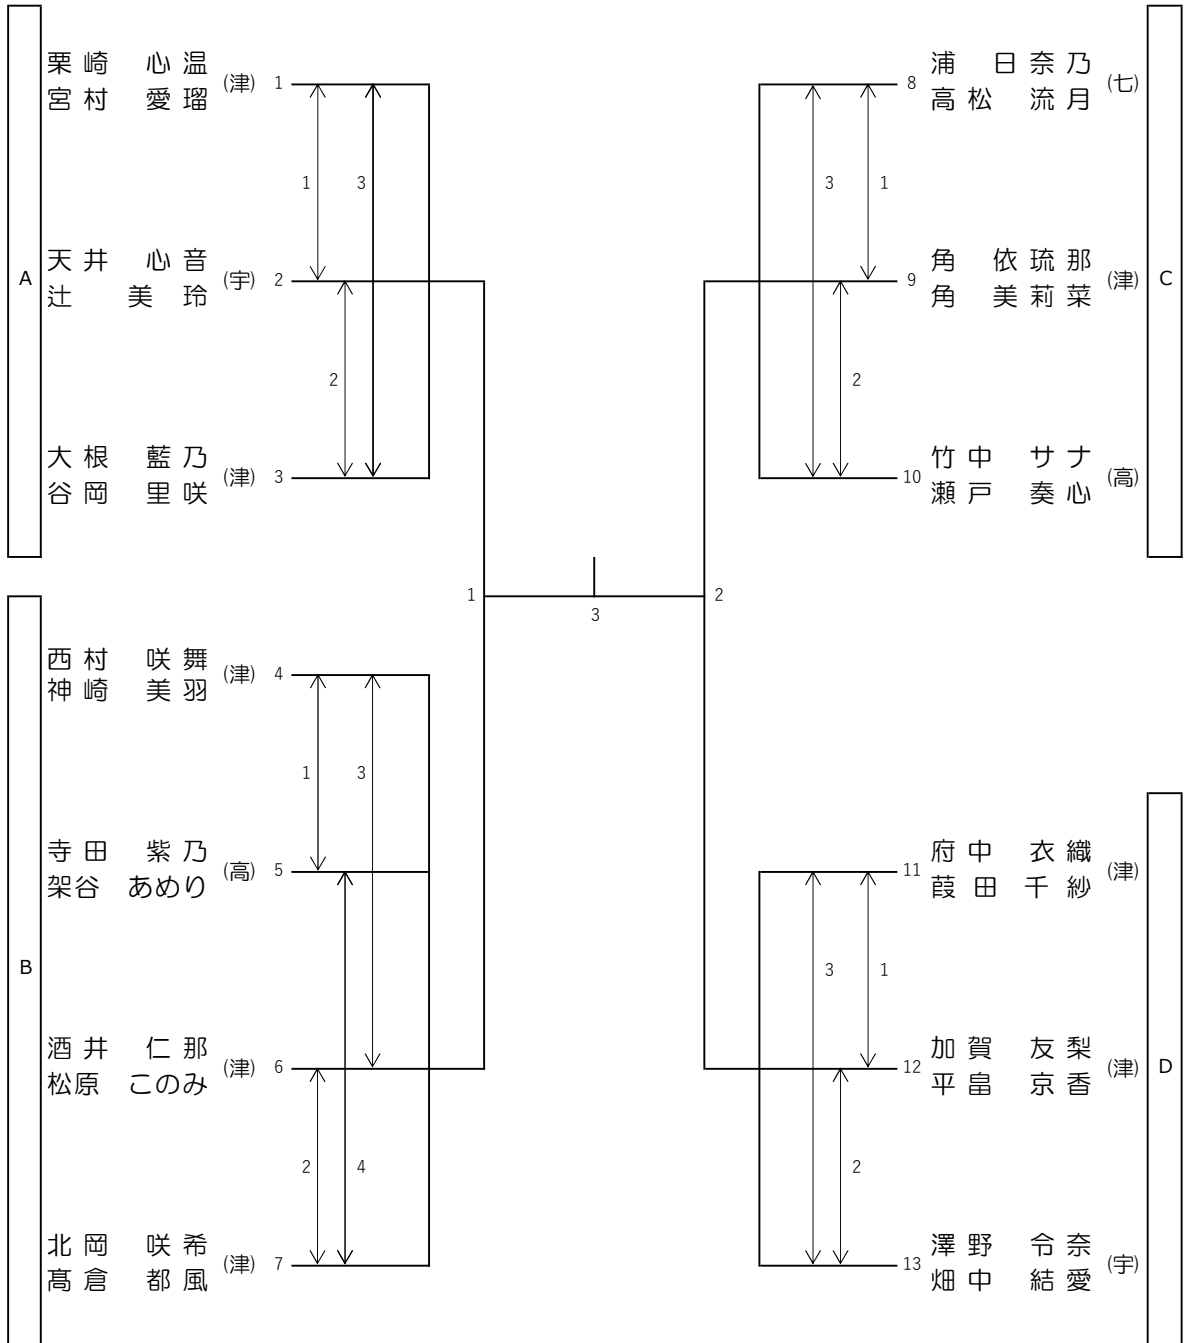 A
栗崎 心温
宮村 愛瑠
(津) 1
1
3
天井 心音
辻 美玲
(宇) 2
2
大根 藍乃
谷岡 里咲
(津) 3
B
西村 咲舞
神崎 美羽
(津) 4
1
3
寺田 紫乃
架谷 あめり
(高) 5
酒井 仁那
松原 このみ
(津) 6
2
4
北岡 咲希
髙倉 都風
(津) 7
1
3
2
C
8
浦 日奈乃
高松 流月
(七)
3
1
9
角 依琉那
角 美莉菜
(津)
2
10
竹中 サナ
瀬戸 奏心
(高)
D
11
府中 衣織
葭田 千紗
(津)
3
1
12
加賀 友梨
平畠 京香
(津)
2
13
澤野 令奈
畑中 結愛
(宇)